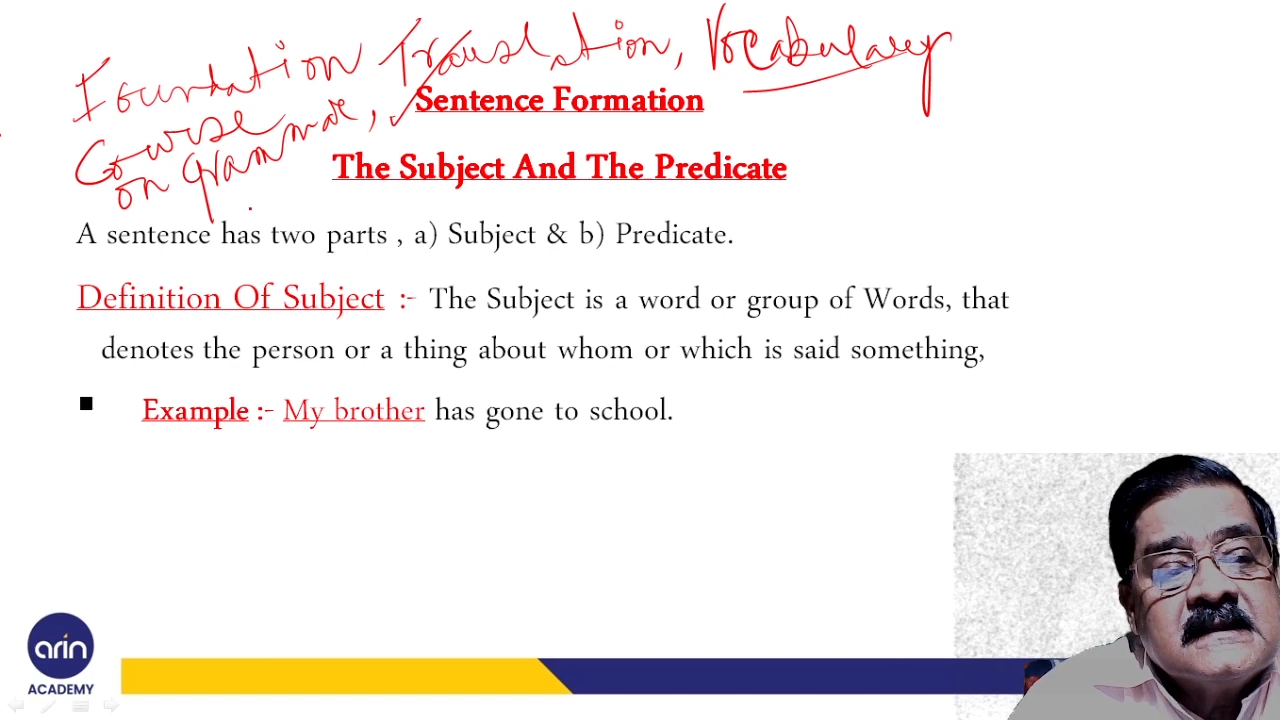 Foundation Translation, Vocabulary
Course
on Grammar,
Sentence Formation
The Subject And The Predicate
A sentence has two parts , a) Subject & b) Predicate.
Definition Of Subject :- The Subject is a word or group of Words, that
denotes the person or a thing about whom or which is said something,
Example :- My brother has gone to school.
arin
ACADEMY